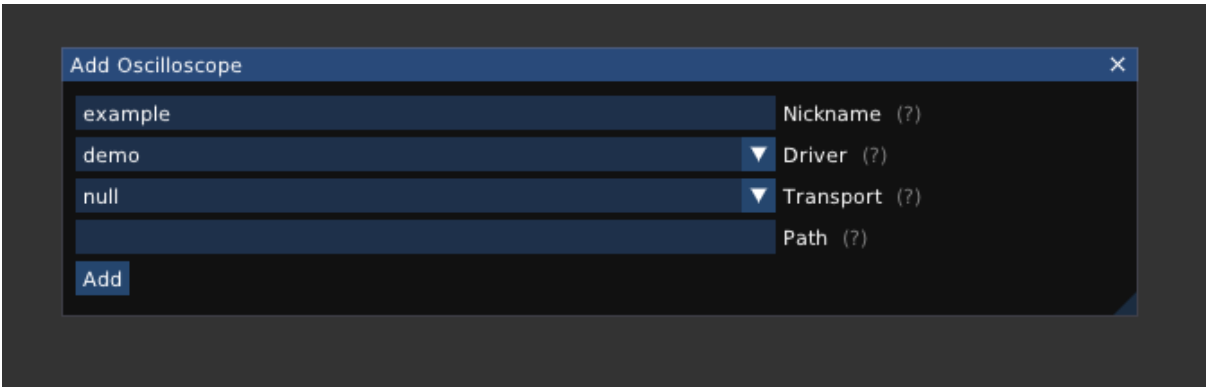 Add Oscilloscope
example Nickname (?)
demo Driver (?)
null Transport (?)
Path (?)
Add